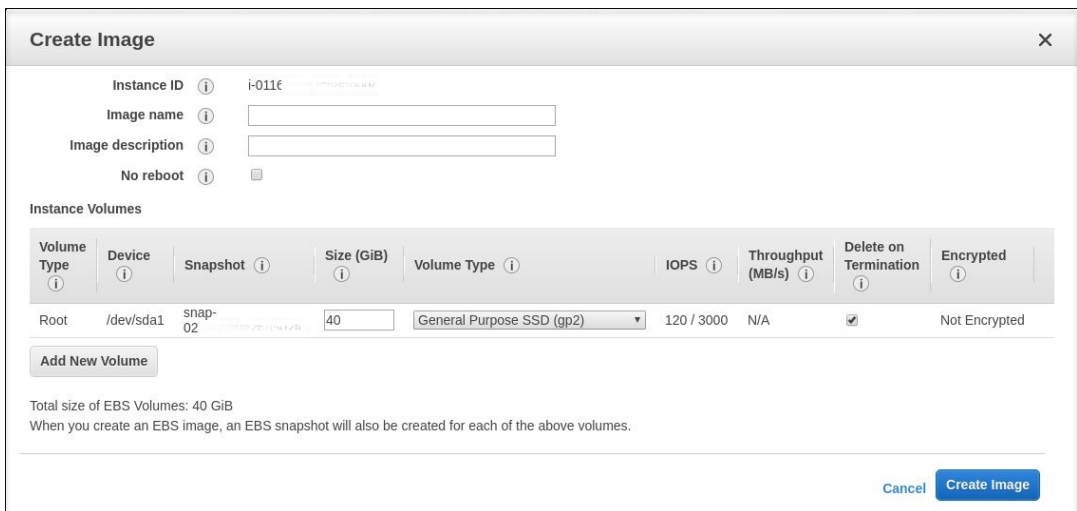 Create Image
Instance ID i-0116
Image name
Image description
No reboot
Instance Volumes
Volume Type Device Snapshot Size (GiB) Volume Type IOPS Throughput (MB/s) Delete on Termination Encrypted
Root /dev/sda1 snap-02 40 General Purpose SSD (gp2) 120 / 3000 N/A Not Encrypted
Add New Volume
Total size of EBS Volumes: 40 GiB
When you create an EBS image, an EBS snapshot will also be created for each of the above volumes.
Cancel Create Image